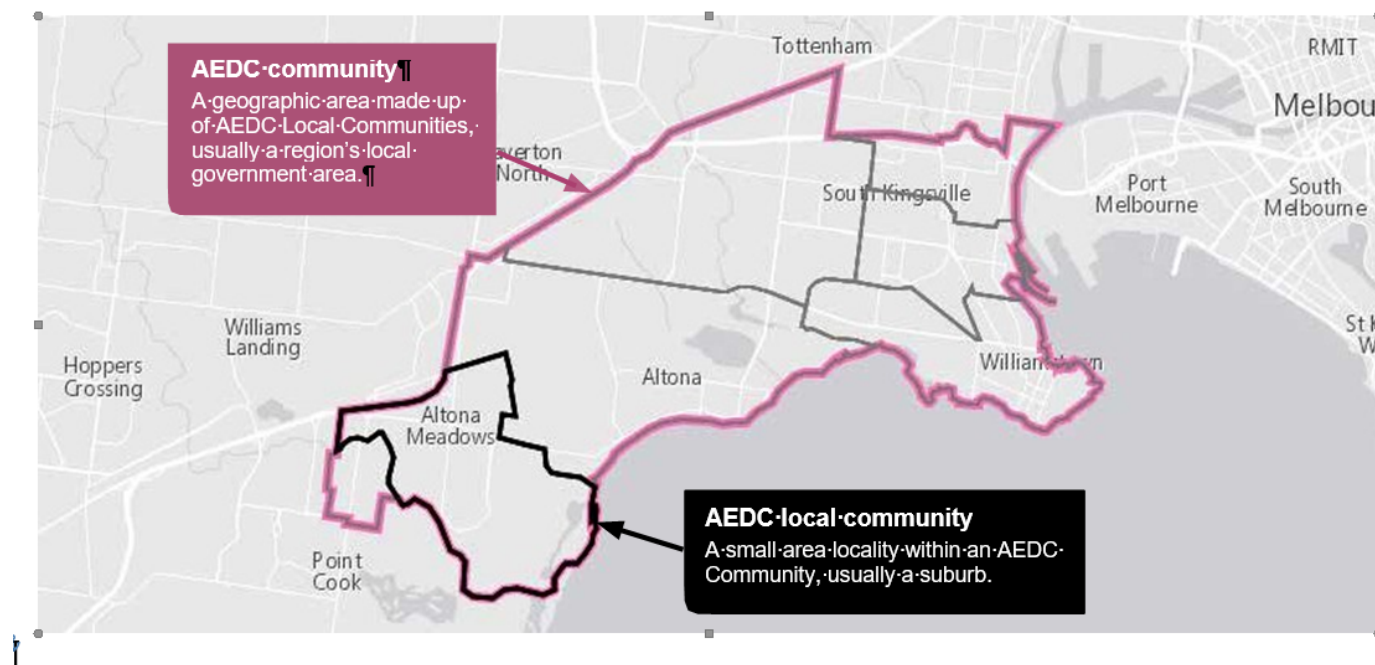 Tottenham
RMIT
AEDC·community¶
A·geographic·area·made·up·
of·AEDC·Local·Communities,·
usually·a·region's·local·
government·area.¶
Melbou
averton
North
South Kingsville
Port
Melbourne
South
Melbourne
Williams
Landing
St K
W
Hoppers
Crossing
Altona
Altona
Meadows
AEDC·local·community
A·small·area·locality·within·an·AEDC·
Community,·usually·a·suburb.
Point
Cook